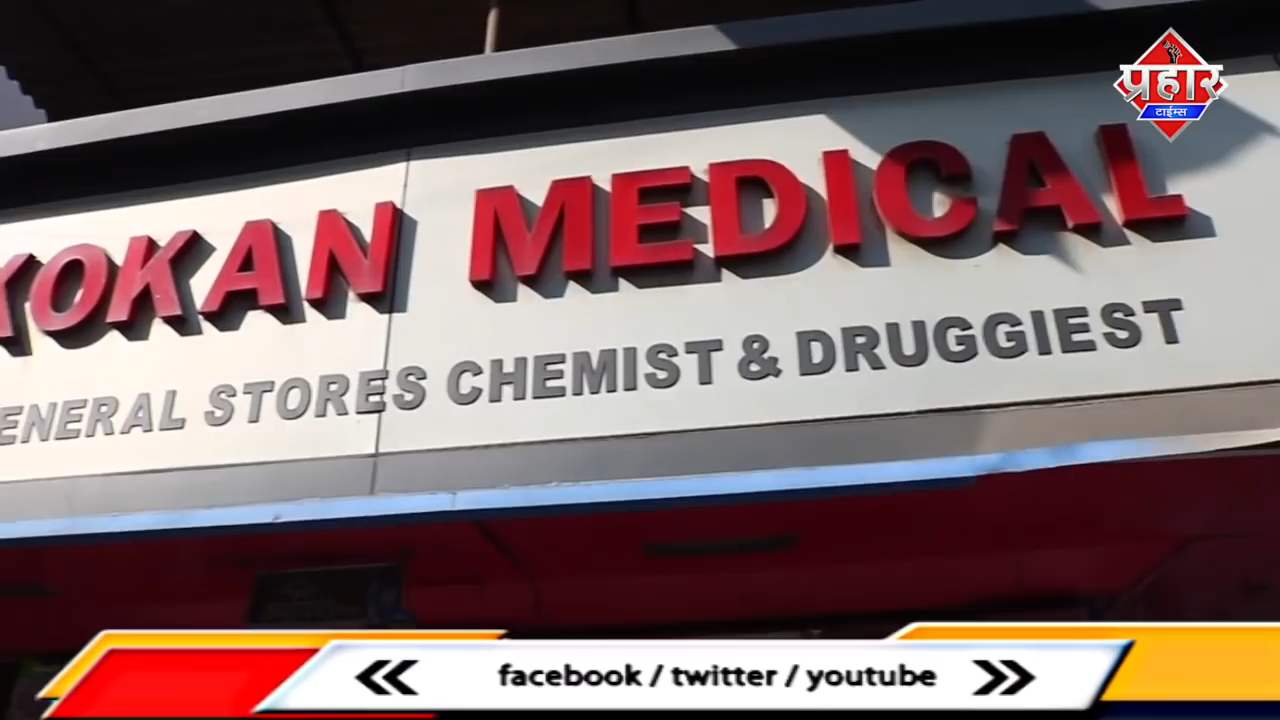 प्रहार
टाईम्स
KOKAN MEDICAL
ENERAL STORES CHEMIST & DRUGGIEST
facebook / twitter / youtube